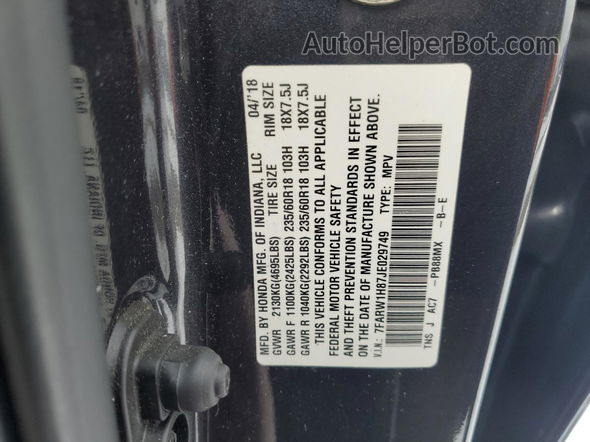 AutoHelperBot.com
MFD. BY HONDA MFG. OF INDIANA, LLC 04/'18
GVWR 2130KG(4695LBS) TIRE SIZE RIM SIZE
GAWR F 1100KG(2425LBS) 235/60R18 103H 18X7.5J
GAWR R 1040KG(2292LBS) 235/60R18 103H 18X7.5J
THIS VEHICLE CONFORMS TO ALL APPLICABLE
FEDERAL MOTOR VEHICLE SAFETY
AND THEFT PREVENTION STANDARDS IN EFFECT
ON THE DATE OF MANUFACTURE SHOWN ABOVE.
V.I.N.: 7FARW1H87JE029749 TYPE: MPV
TNS J AC7 -PB88MX -B-E